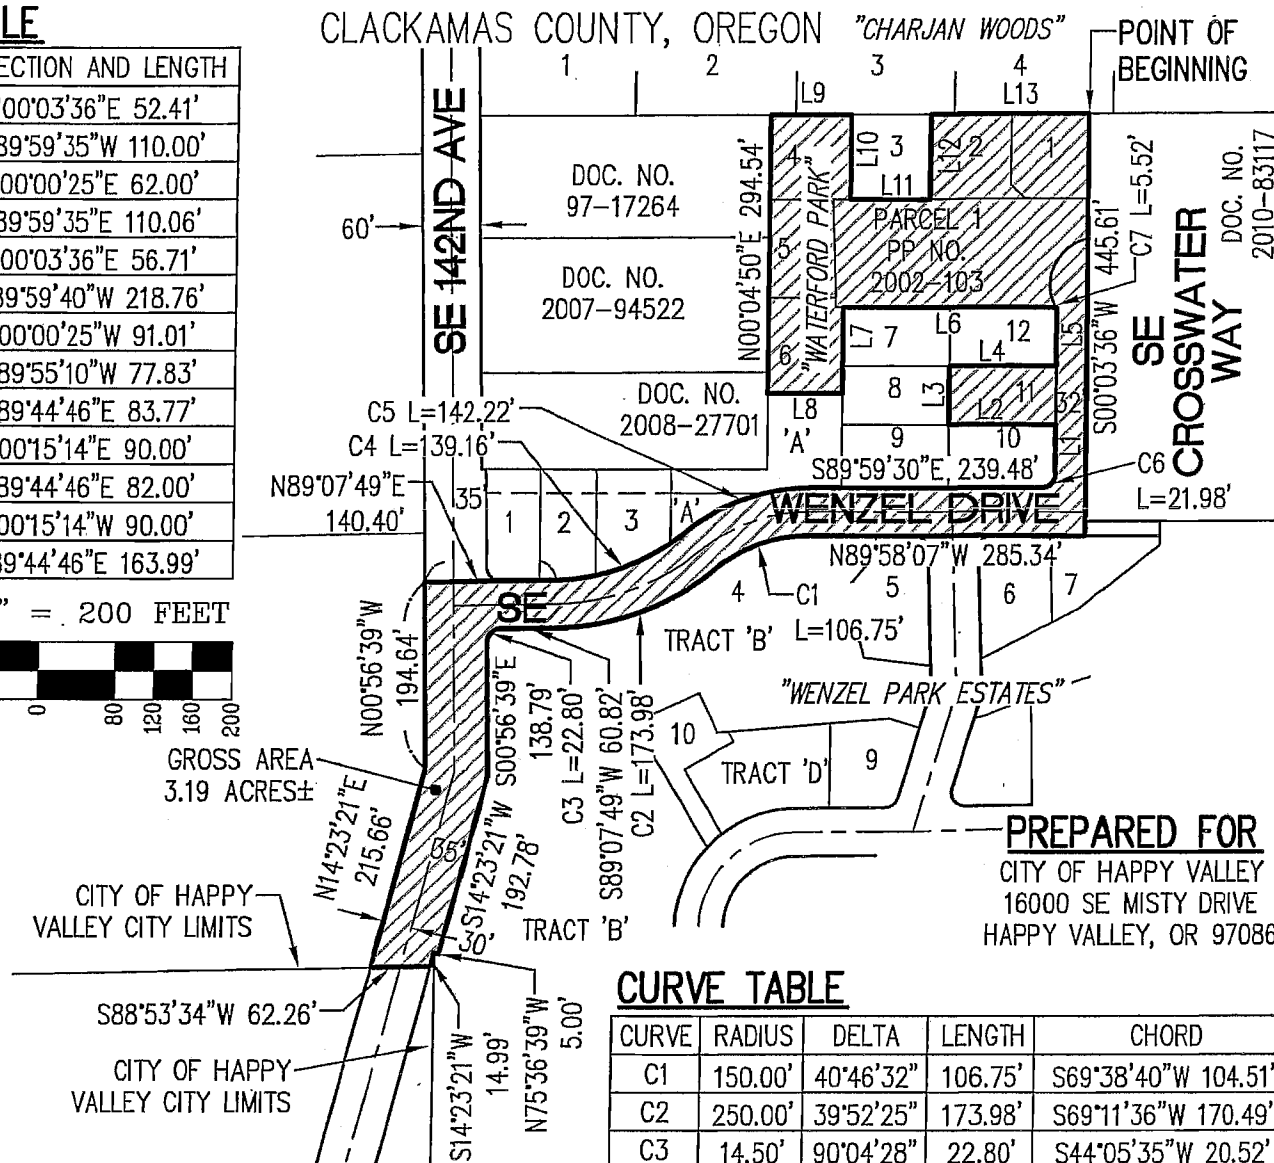 LE
CLACKAMAS COUNTY, OREGON
"CHARJAN WOODS"
POINT OF
BEGINNING
ECTION AND LENGTH
00°03'36"E 52.41'
89°59'35"W 110.00'
00°00'25"E 62.00'
89°59'35"E 110.06'
00°03'36"E 56.71'
89°59'40"W 218.76'
00°00'25"W 91.01'
89°55'10"W 77.83'
89°44'46"E 83.77'
00°15'14"E 90.00'
89°44'46"E 82.00'
00°15'14"W 90.00'
89°44'46"E 163.99'
" = 200 FEET
0
80
120
160
200
1
2
3
4
L9
L13
SE 142ND AVE
60'
DOC. NO.
97-17264
DOC. NO.
2007-94522
DOC. NO.
2008-27701
N00°04'50"E 294.54'
4
5
6
"WATERFORD PARK"
L10
3
L11
L12
2
1
PARCEL 1
PP NO.
2002-103
L7
7
L6
12
L4
8
L3
11
L2
L8
'A'
9
10
L5
32
L1
S00°03'36"W 445.61'
C7 L=5.52'
SE
CROSSWATER
WAY
DOC. NO.
2010-83117
C5 L=142.22'
C4 L=139.16'
N89°07'49"E
140.40'
35
1
2
3
'A'
S89°59'30"E, 239.48'
C6
L=21.98'
WENZEL DRIVE
N89°58'07"W 285.34'
SE
4
C1
L=106.75'
5
6
7
TRACT 'B'
"WENZEL PARK ESTATES"
N00°56'39"W
194.64'
S00°56'39"E
138.79'
C3 L=22.80'
S89°07'49"W 60.82'
C2 L=173.98'
10
TRACT 'D'
9
GROSS AREA
3.19 ACRES±
N14°23'21"E
215.66'
65'
S14°23'21"W
192.78'
30'
TRACT 'B'
CITY OF HAPPY
VALLEY CITY LIMITS
S88°53'34"W 62.26'
CITY OF HAPPY
VALLEY CITY LIMITS
S14°23'21"W
14.99'
N75°36'39"W
5.00'
PREPARED FOR
CITY OF HAPPY VALLEY
16000 SE MISTY DRIVE
HAPPY VALLEY, OR 97086
CURVE TABLE
CURVE RADIUS DELTA LENGTH CHORD
C1 150.00' 40°46'32" 106.75' S69°38'40"W 104.51'
C2 250.00' 39°52'25" 173.98' S69°11'36"W 170.49'
C3 14.50' 90°04'28" 22.80' S44°05'35"W 20.52'